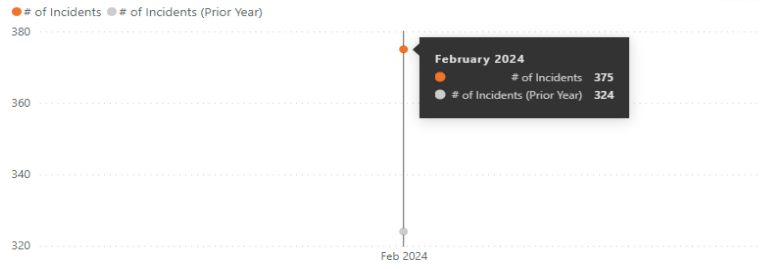 # of Incidents # of Incidents (Prior Year)
380
February 2024
# of Incidents 375
# of Incidents (Prior Year) 324
360
340
320
Feb 2024